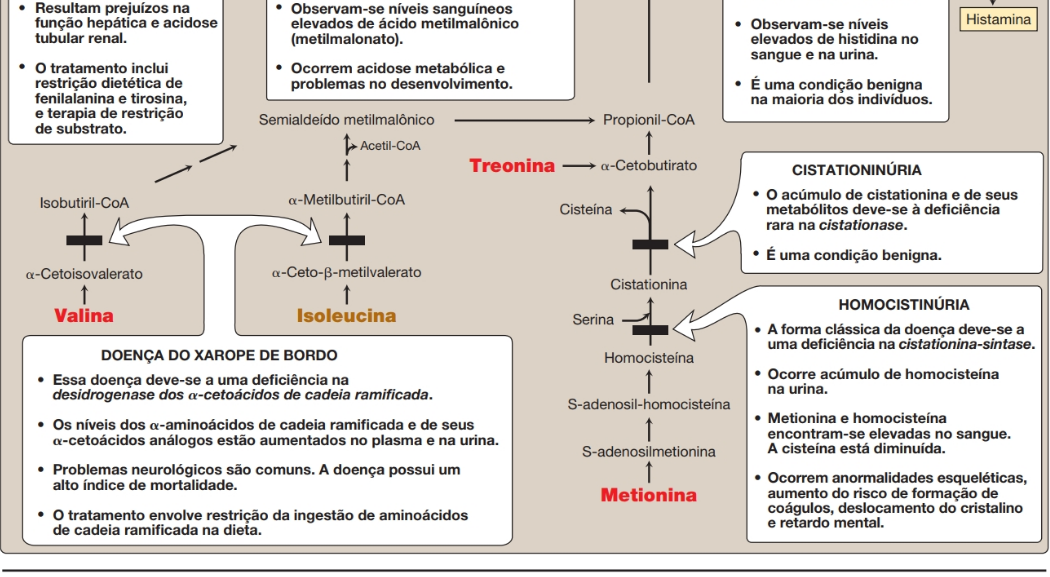 Resultam prejuízos na
função hepática e acidose
tubular renal.
• O tratamento inclui
restrição dietética de
fenilalanina e tirosina,
e terapia de restrição
de substrato.
• Observam-se níveis sanguíneos
elevados de ácido metilmalônico
(metilmalonato).
• Ocorrem acidose metabólica e
problemas no desenvolvimento.
• Observam-se níveis
elevados de histidina no
sangue e na urina.
• É uma condição benigna
na maioria dos indivíduos.
Histamina
Semialdeído metilmalônico
Propionil-CoA
Acetil-CoA
Treonina
α-Cetobutirato
Isobutiril-CoA
α-Metilbutiril-CoA
Cisteína
α-Cetoisovalerato
α-Ceto-β-metilvalerato
Cistationina
Valina
Isoleucina
Serina
Homocisteína
S-adenosil-homocisteína
S-adenosilmetionina
Metionina
CISTATIONINÚRIA
• O acúmulo de cistationina e de seus
metabólitos deve-se à deficiência
rara na cistationase.
• É uma condição benigna.
DOENÇA DO XAROPE DE BORDO
• Essa doença deve-se a uma deficiência na
desidrogenase dos α-cetoácidos de cadeia ramificada.
• Os níveis dos α-aminoácidos de cadeia ramificada e de seus
α-cetoácidos análogos estão aumentados no plasma e na urina.
• Problemas neurológicos são comuns. A doença possui um
alto índice de mortalidade.
• O tratamento envolve restrição da ingestão de aminoácidos
de cadeia ramificada na dieta.
HOMOCISTINÚRIA
• A forma clássica da doença deve-se a
uma deficiência na cistationina-sintase.
• Ocorre acúmulo de homocisteína
na urina.
• Metionina e homocisteína
encontram-se elevadas no sangue.
A cisteína está diminuída.
• Ocorrem anormalidades esqueléticas,
aumento do risco de formação de
coágulos, deslocamento do cristalino
e retardo mental.